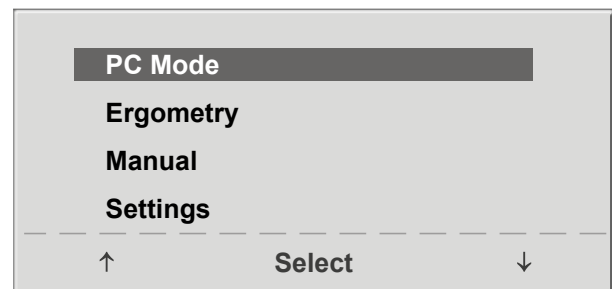 PC Mode
Ergometry
Manual
Settings
↑ Select ↓